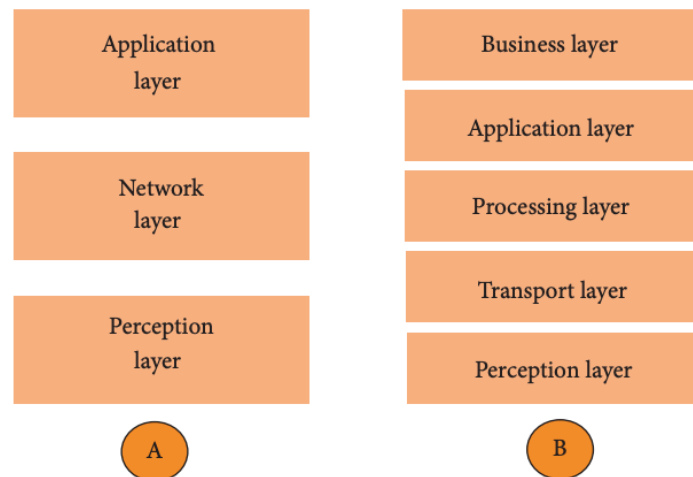 Application
layer
Network
layer
Perception
layer
A
Business layer
Application layer
Processing layer
Transport layer
Perception layer
B